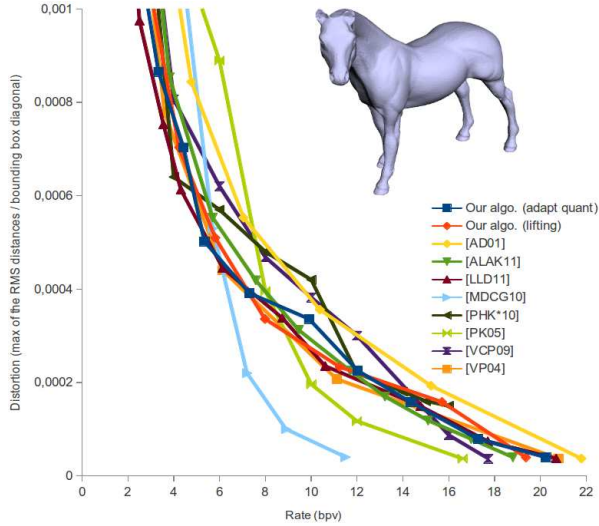 0,001
0,0008
0,0006
0,0004
0,0002
0
Distortion (max of the RMS distances / bounding box diagonal)
Our algo. (adapt quant)
Our algo. (lifting)
[AD01]
[ALAK11]
[LLD11]
[MDCG10]
[PHK*10]
[PK05]
[VCP09]
[VP04]
0 2 4 6 8 10 12 14 16 18 20 22
Rate (bpv)